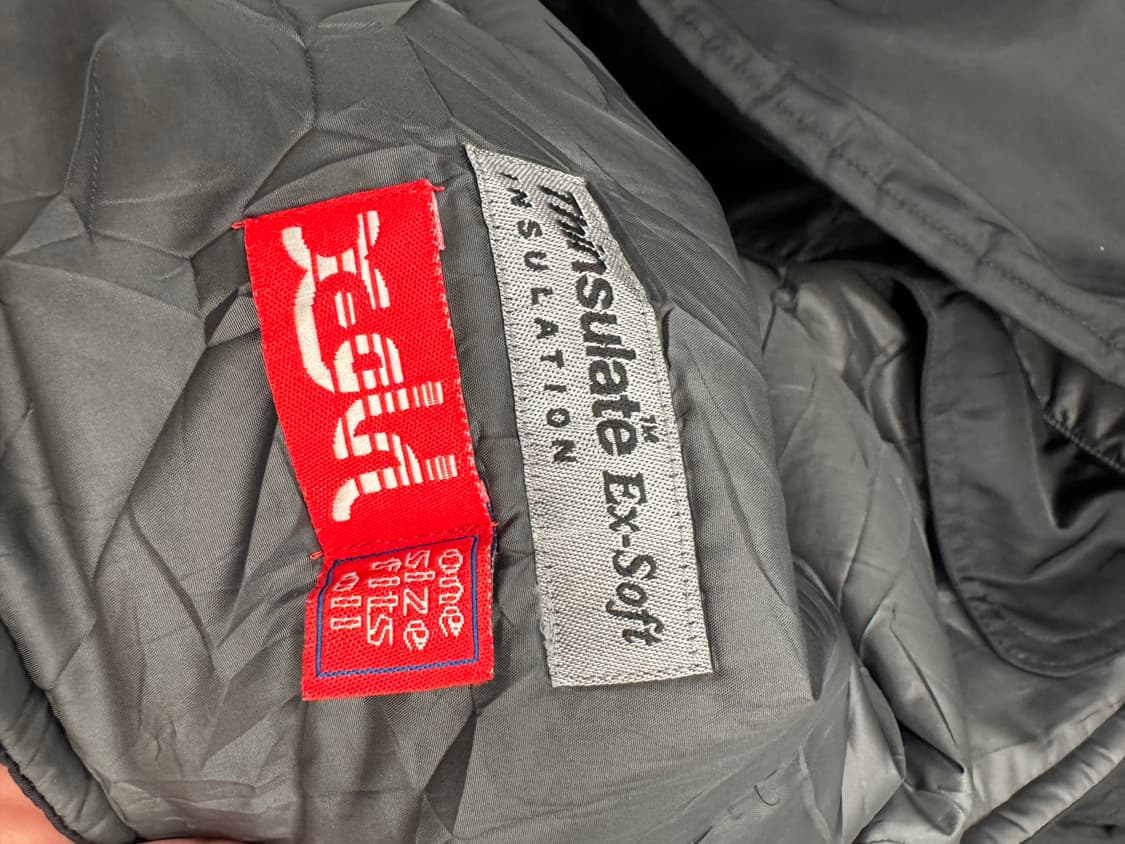 one
size
fits
all
Thinsulate™ Ex-Soft
INSULATION